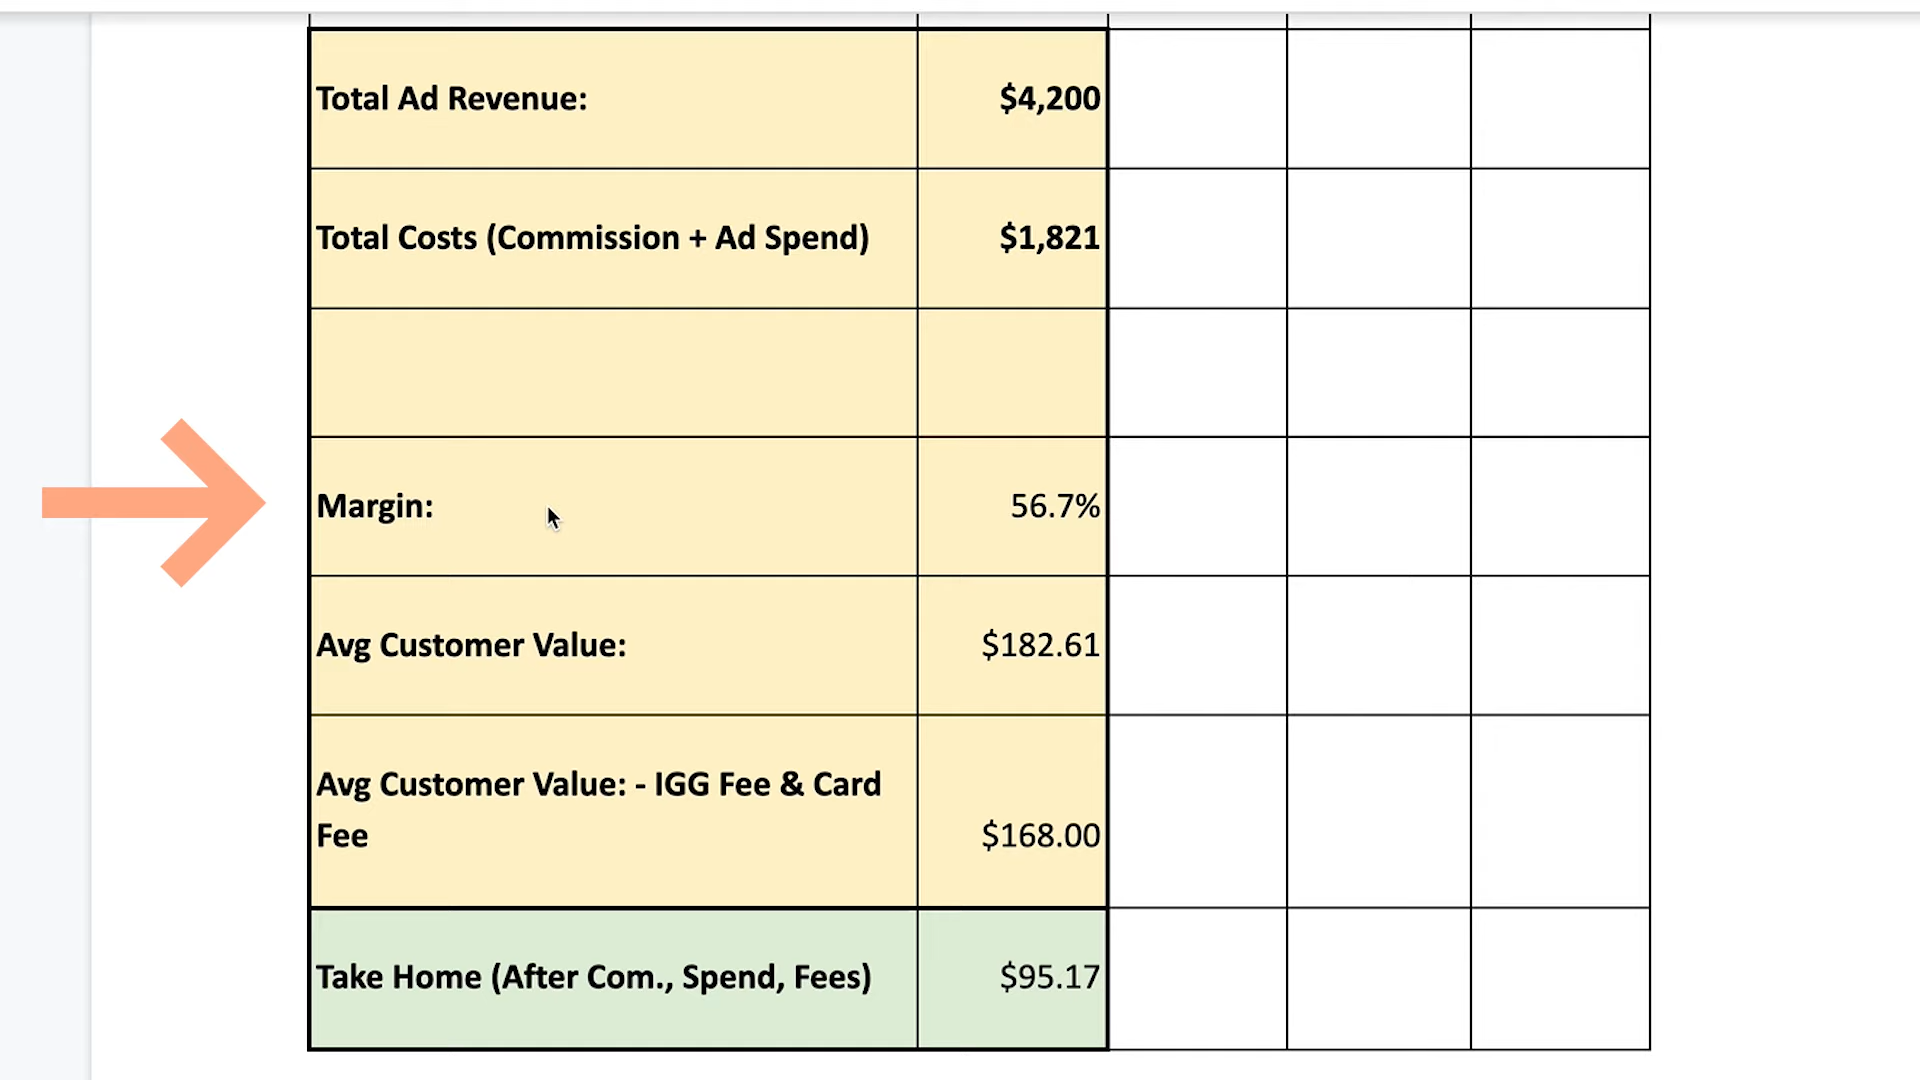 Total Ad Revenue: $4,200
Total Costs (Commission + Ad Spend) $1,821
Margin: 56.7%
Avg Customer Value: $182.61
Avg Customer Value: - IGG Fee & Card
Fee $168.00
Take Home (After Com., Spend, Fees) $95.17